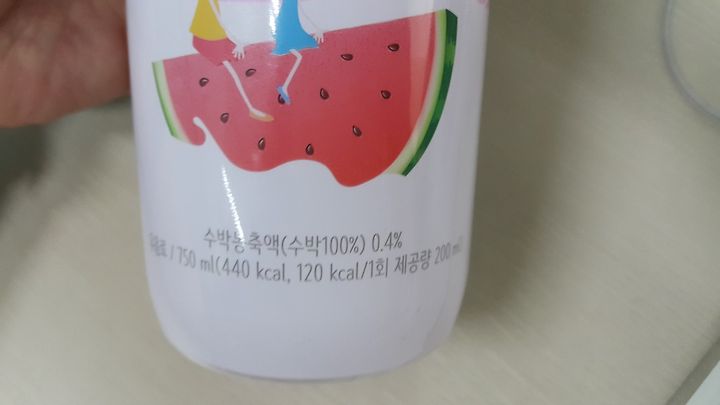 수박농축액(수박100%) 0.4%
/ 750 ml(440 kcal, 120 kcal/1회 제공량 200 ml)